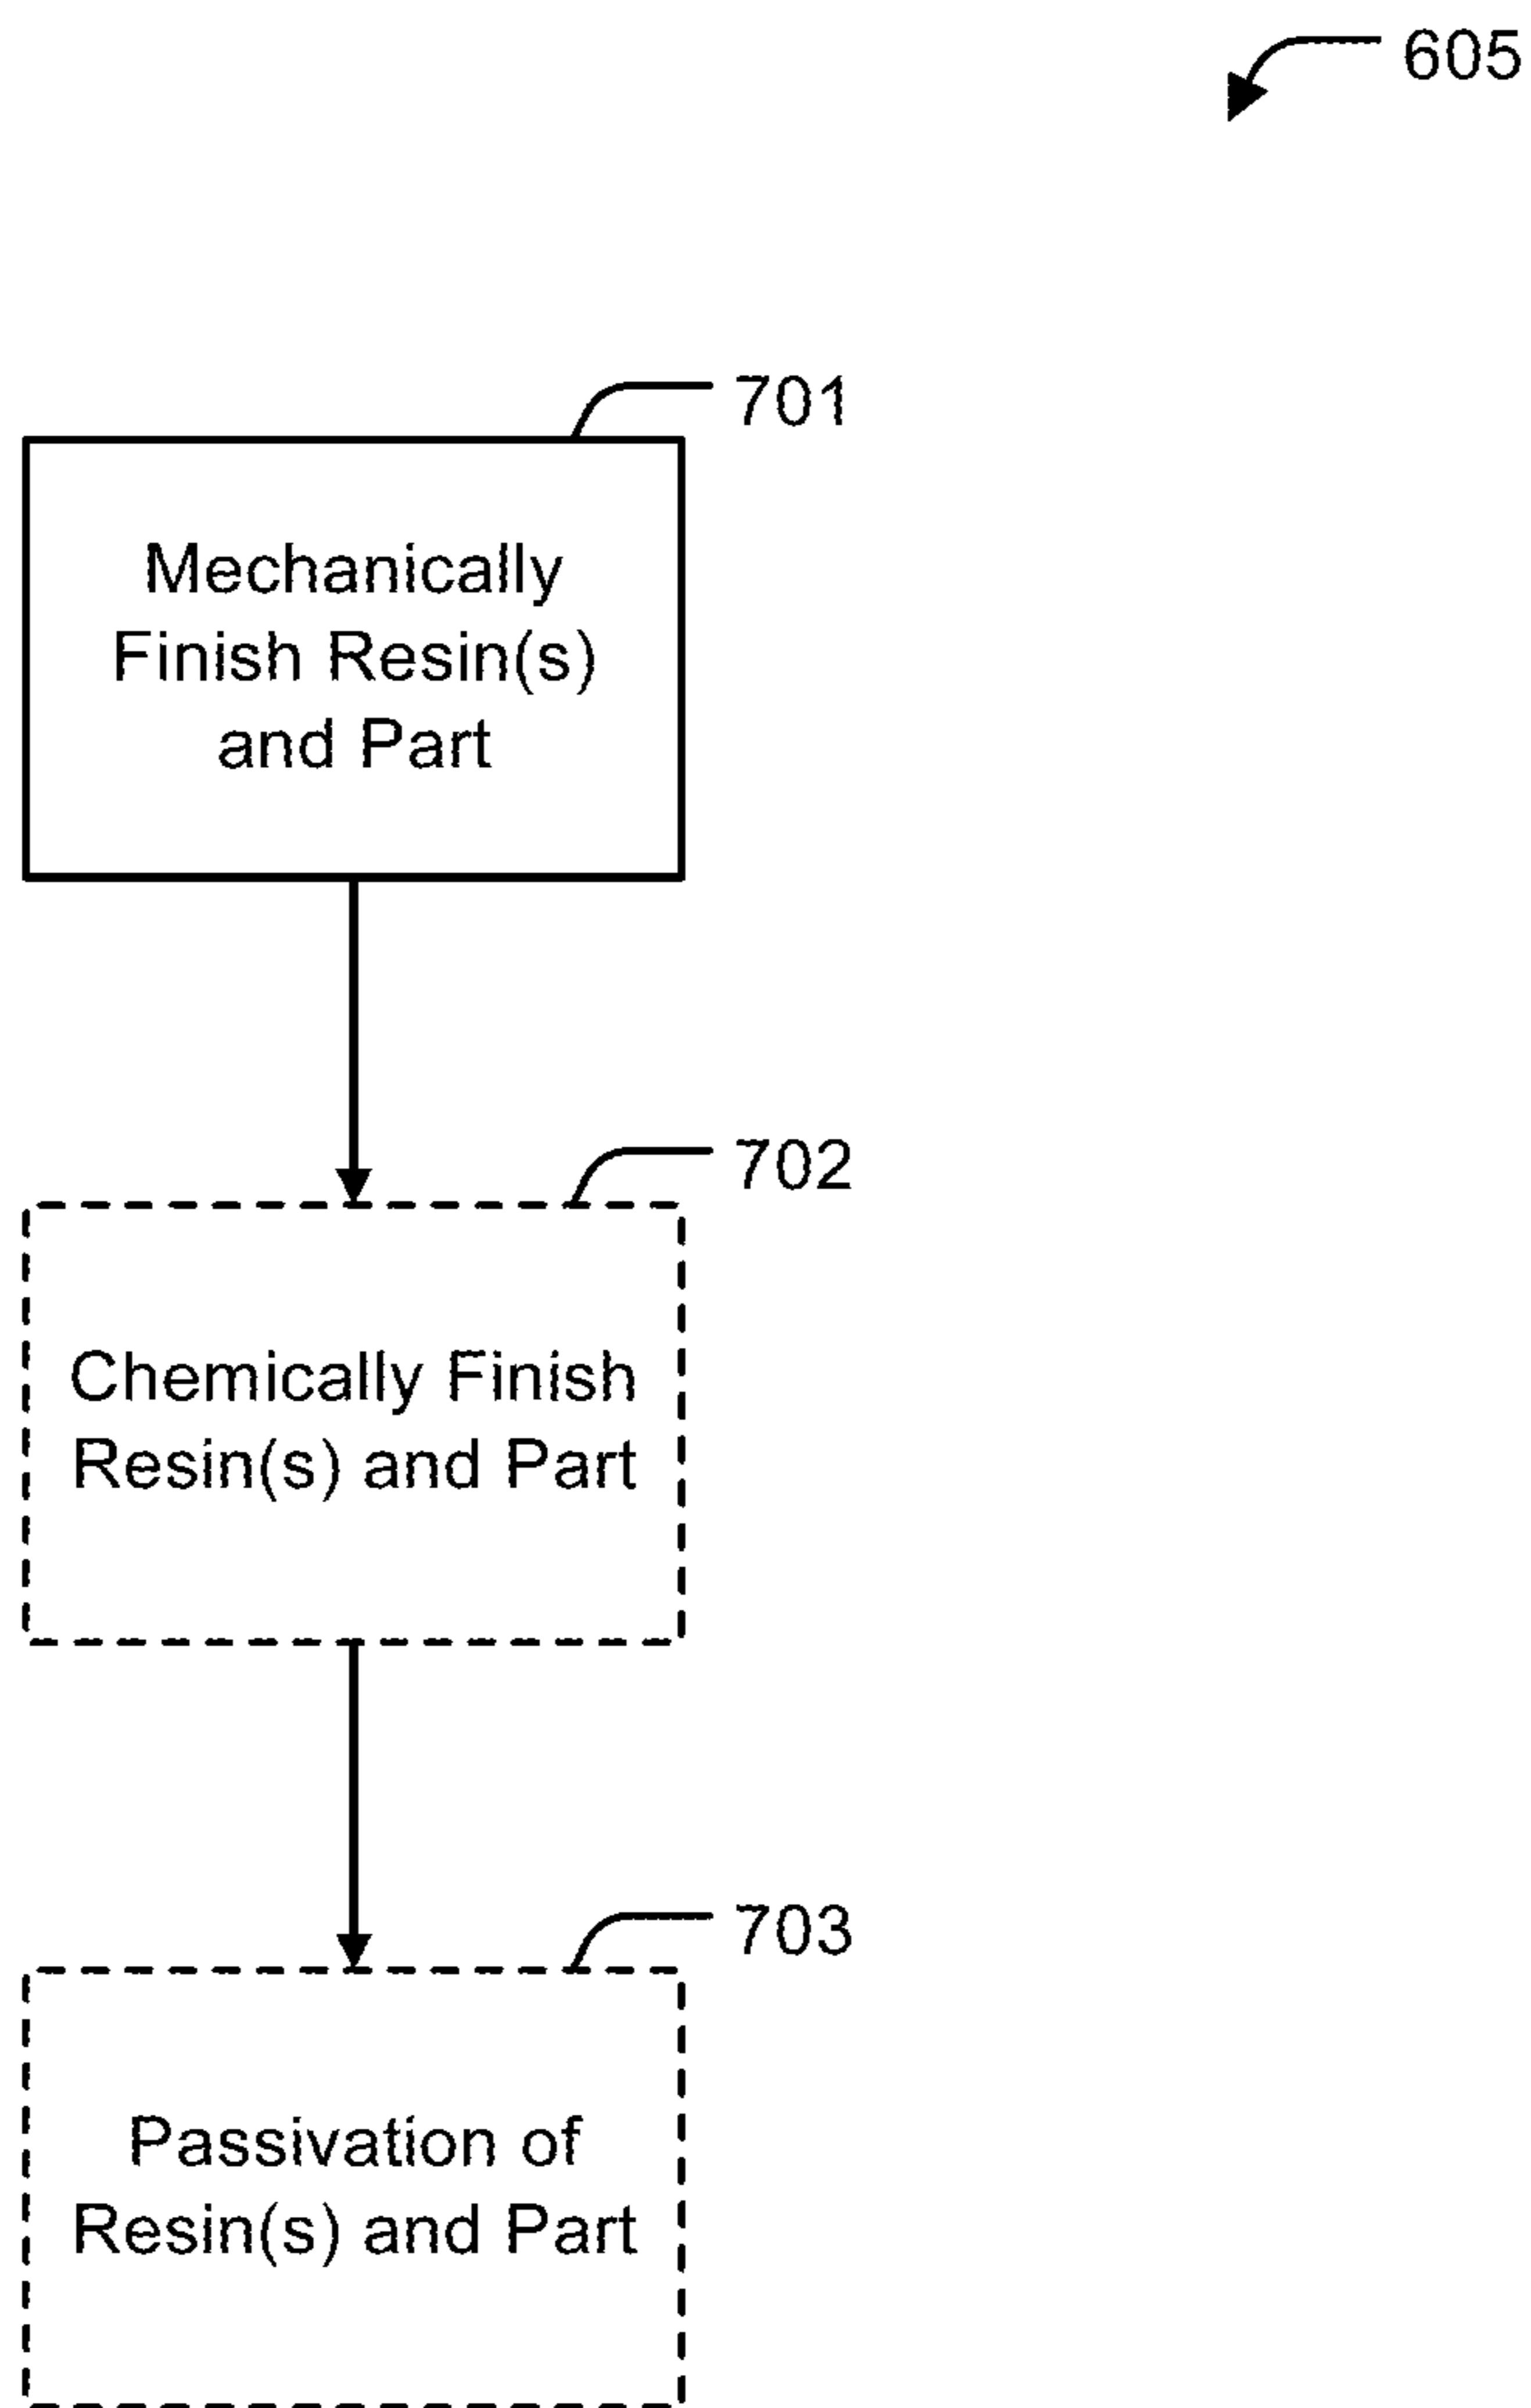 605
701
Mechanically
Finish Resin(s)
and Part
702
Chemically Finish
Resin(s) and Part
703
Passivation of
Resin(s) and Part